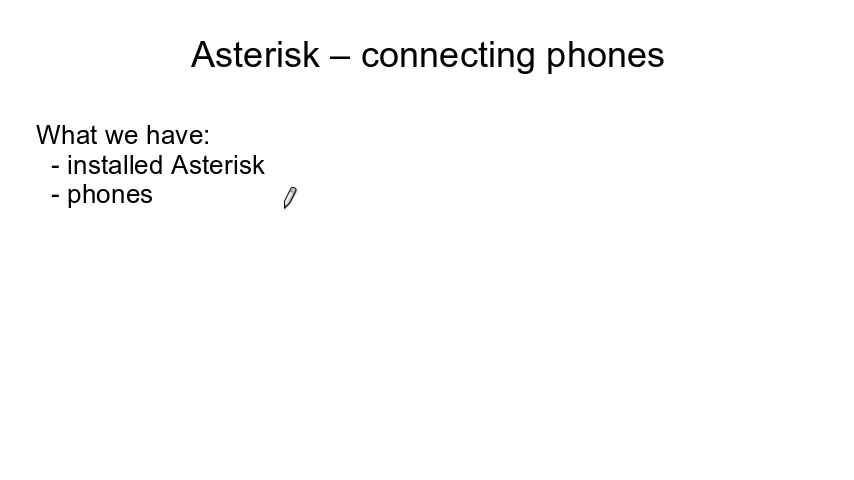 Asterisk – connecting phones
What we have:
- installed Asterisk
- phones